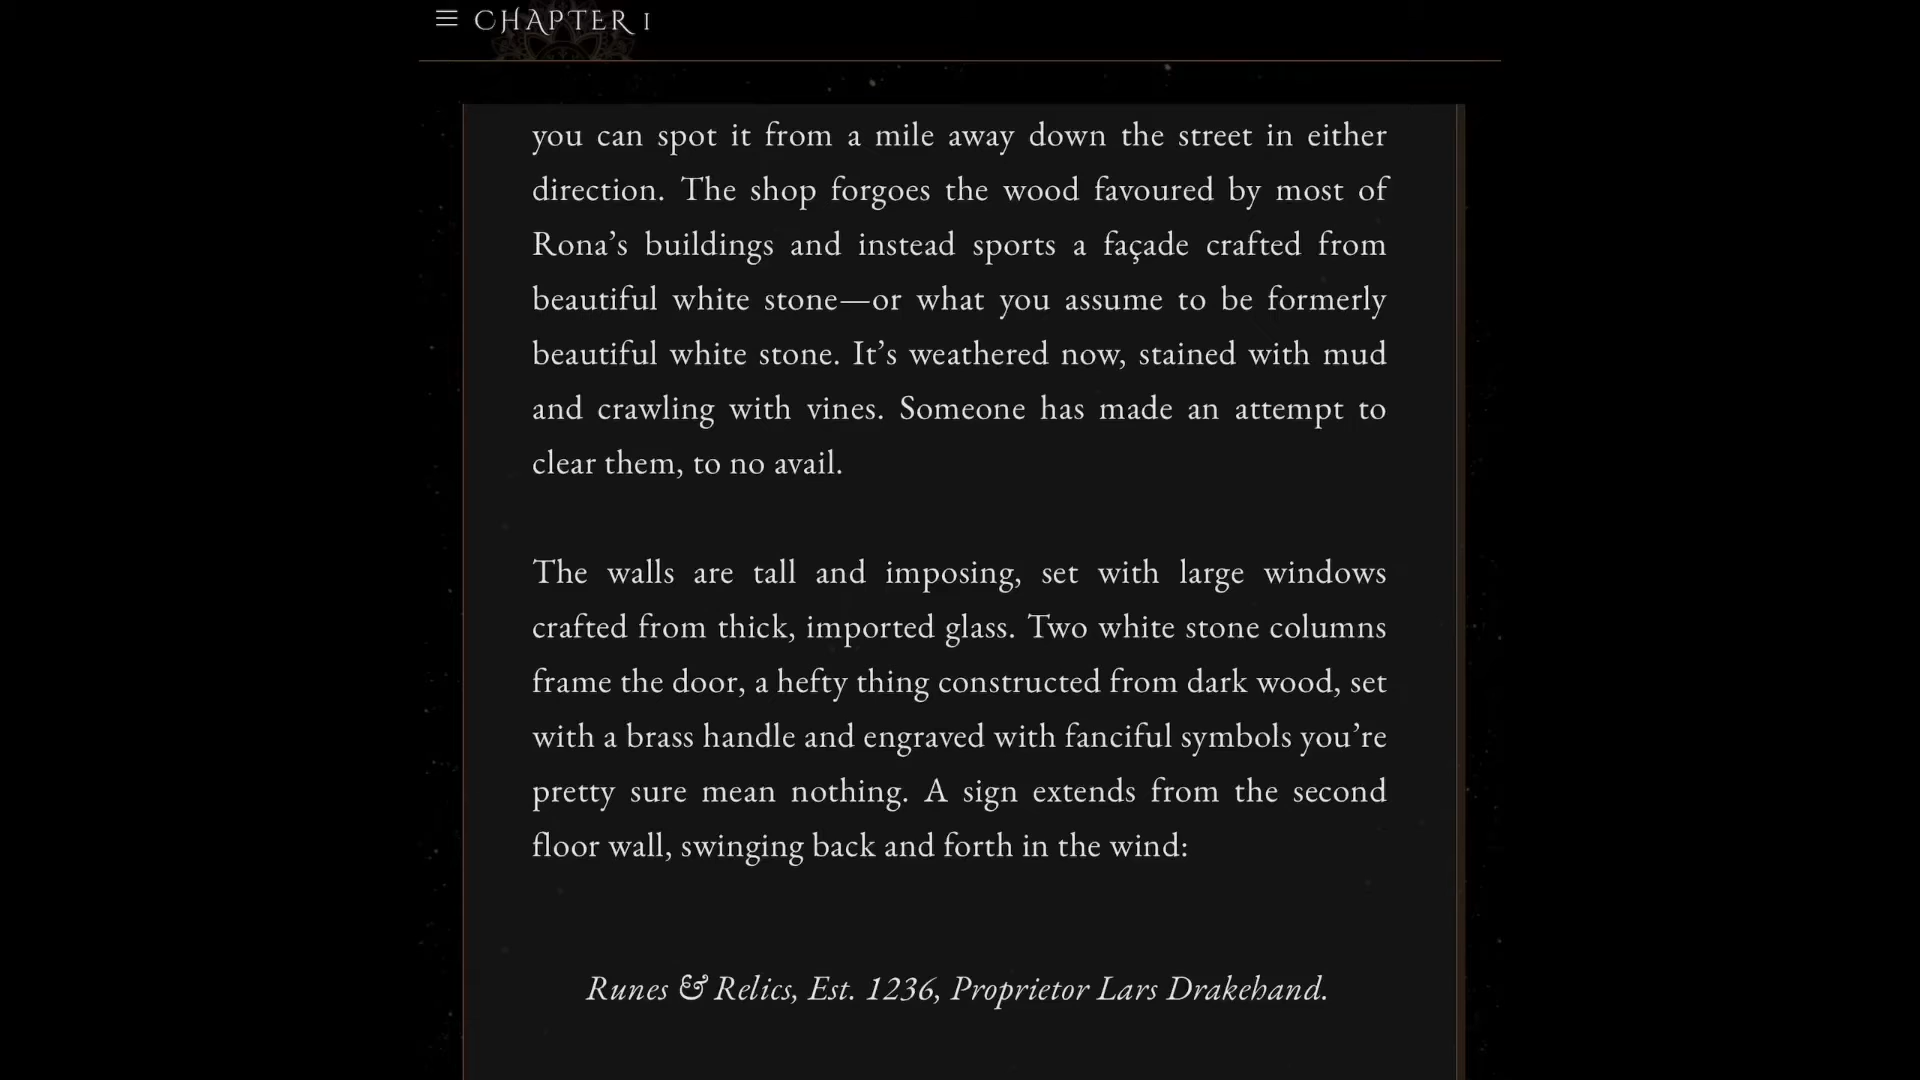 CHAPTER I
you can spot it from a mile away down the street in either
direction. The shop forgoes the wood favoured by most of
Rona’s buildings and instead sports a façade crafted from
beautiful white stone—or what you assume to be formerly
beautiful white stone. It’s weathered now, stained with mud
and crawling with vines. Someone has made an attempt to
clear them, to no avail.
The walls are tall and imposing, set with large windows
crafted from thick, imported glass. Two white stone columns
frame the door, a hefty thing constructed from dark wood, set
with a brass handle and engraved with fanciful symbols you’re
pretty sure mean nothing. A sign extends from the second
floor wall, swinging back and forth in the wind:
Runes & Relics, Est. 1236, Proprietor Lars Drakehand.